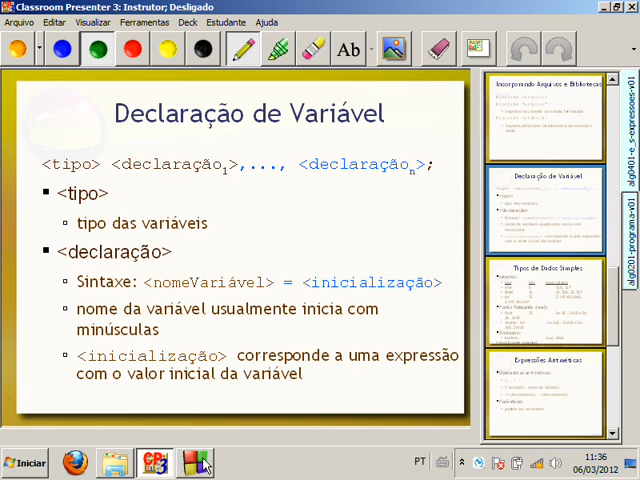 Classroom Presenter 3: Instrutor; Desligado
Arquivo Editar Visualizar Ferramentas Deck Estudante Ajuda
Ab
Declaração de Variável
<tipo> <declaração1>,..., <declaraçãon>;
<tipo>
tipo das variáveis
<declaração>
Sintaxe: <nomeVariável> = <inicialização>
nome da variável usualmente inicia com
minúsculas
<inicialização> corresponde a uma expressão
com o valor inicial da variável
Incorporando Arquivos e Bibliotecas
Declaração de Variável
Tipos de Dados Simples
Expressões Aritméticas
alg0401-e_s-expressoes-v01
alg0201-programa-v01
Iniciar
CP
3
PT
11:36
06/03/2012